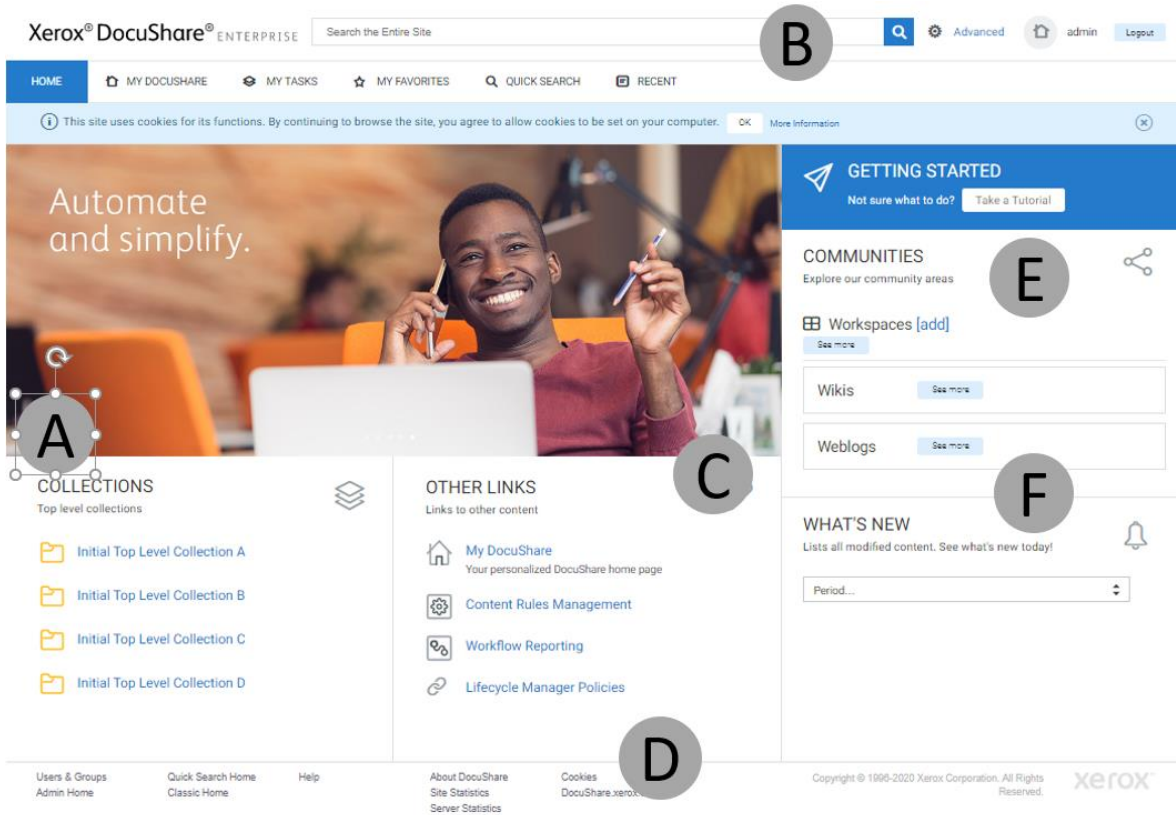 Xerox® DocuShare® ENTERPRISE
Search the Entire Site
B
Advanced
admin
Logout
HOME
MY DOCUSHARE
MY TASKS
MY FAVORITES
QUICK SEARCH
RECENT
This site uses cookies for its functions. By continuing to browse the site, you agree to allow cookies to be set on your computer. OK More Information
Automate
and simplify.
GETTING STARTED
Not sure what to do? Take a Tutorial
COMMUNITIES
Explore our community areas
E
Workspaces [add]
See more
Wikis See more
Weblogs See more
F
WHAT'S NEW
Lists all modified content. See what's new today!
Period...
A
COLLECTIONS
Top level collections
Initial Top Level Collection A
Initial Top Level Collection B
Initial Top Level Collection C
Initial Top Level Collection D
C
OTHER LINKS
Links to other content
My DocuShare
Your personalized DocuShare home page
Content Rules Management
Workflow Reporting
Lifecycle Manager Policies
D
Users & Groups
Admin Home
Quick Search Home
Classic Home
Help
About DocuShare
Site Statistics
Server Statistics
Cookies
DocuShare.xerox.
Copyright © 1996-2020 Xerox Corporation. All Rights
Reserved.
xerox™